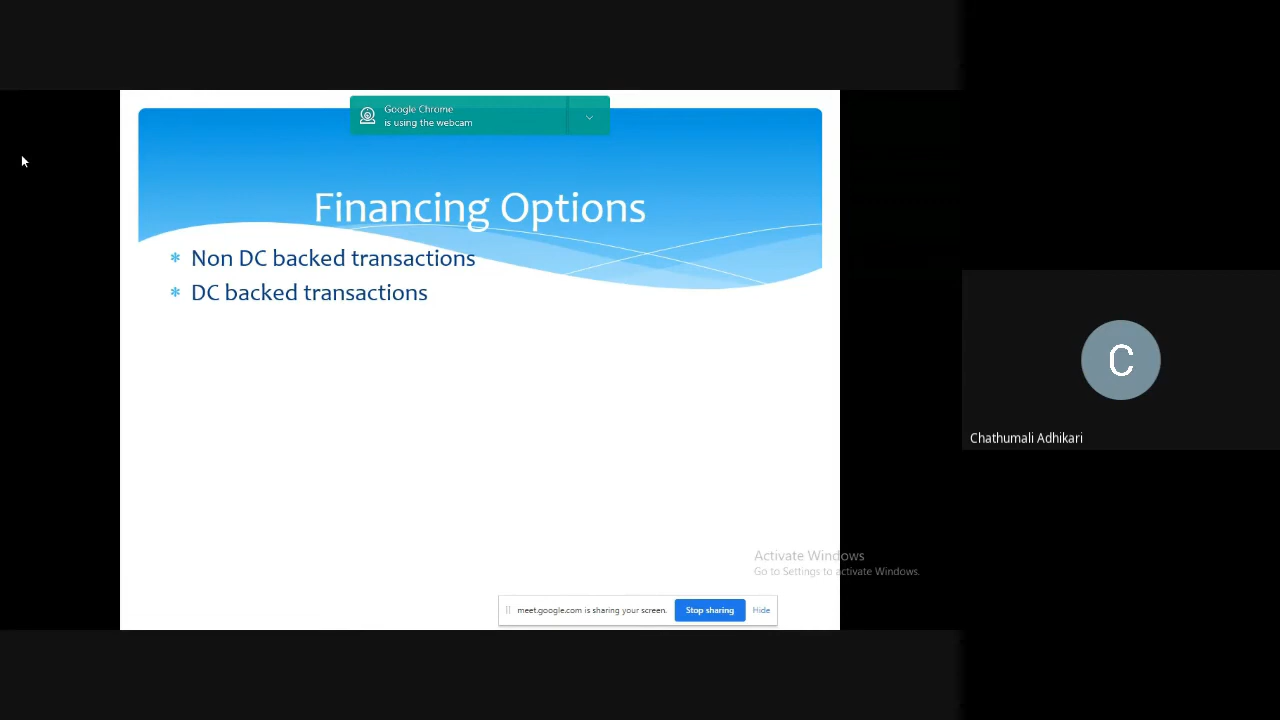 Google Chrome
is using the webcam
Financing Options
* Non DC backed transactions
* DC backed transactions
C
Chathumali Adhikari
Activate Windows
Go to Settings to activate Windows.
meet.google.com is sharing your screen. Stop sharing Hide